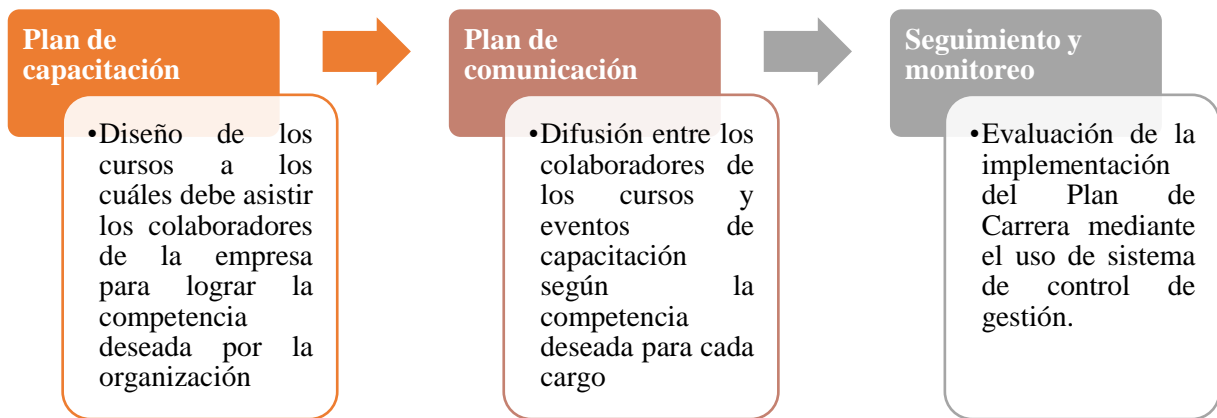 Plan de
capacitación
•Diseño de los
cursos a los
cuáles debe asistir
los colaboradores
de la empresa
para lograr la
competencia
deseada por la
organización
Plan de
comunicación
•Difusión entre los
colaboradores de
los cursos y
eventos de
capacitación
según la
competencia
deseada para cada
cargo
Seguimiento y
monitoreo
•Evaluación de la
implementación
del Plan de
Carrera mediante
el uso de sistema
de control de
gestión.